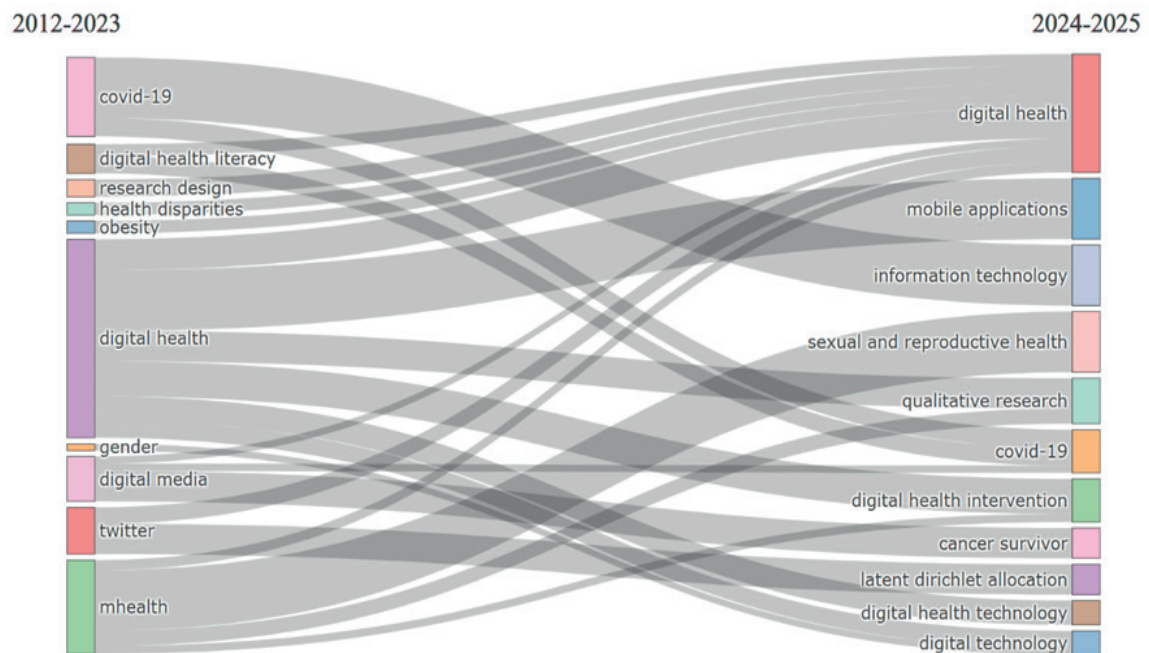 2012-2023
2024-2025
covid-19
digital health literacy
research design
health disparities
obesity
digital health
gender
digital media
twitter
mhealth
digital health
mobile applications
information technology
sexual and reproductive health
qualitative research
covid-19
digital health intervention
cancer survivor
latent dirichlet allocation
digital health technology
digital technology